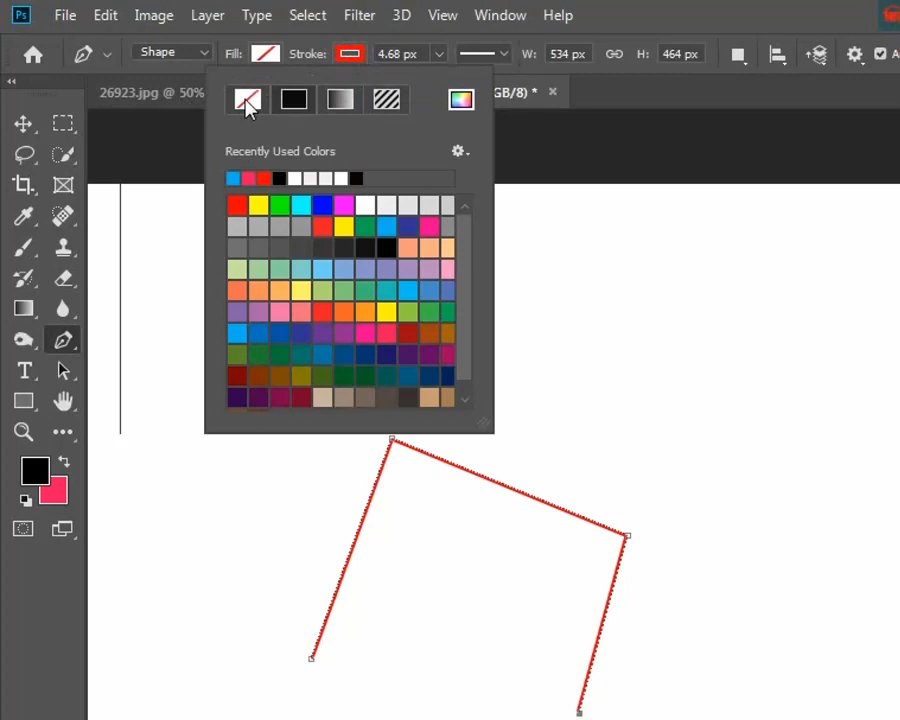 Ps File Edit Image Layer Type Select Filter 3D View Window Help
Shape Fill: Stroke: 4.68 px W: 534 px H: 464 px
26923.jpg @ 50% GB/8) *
Recently Used Colors